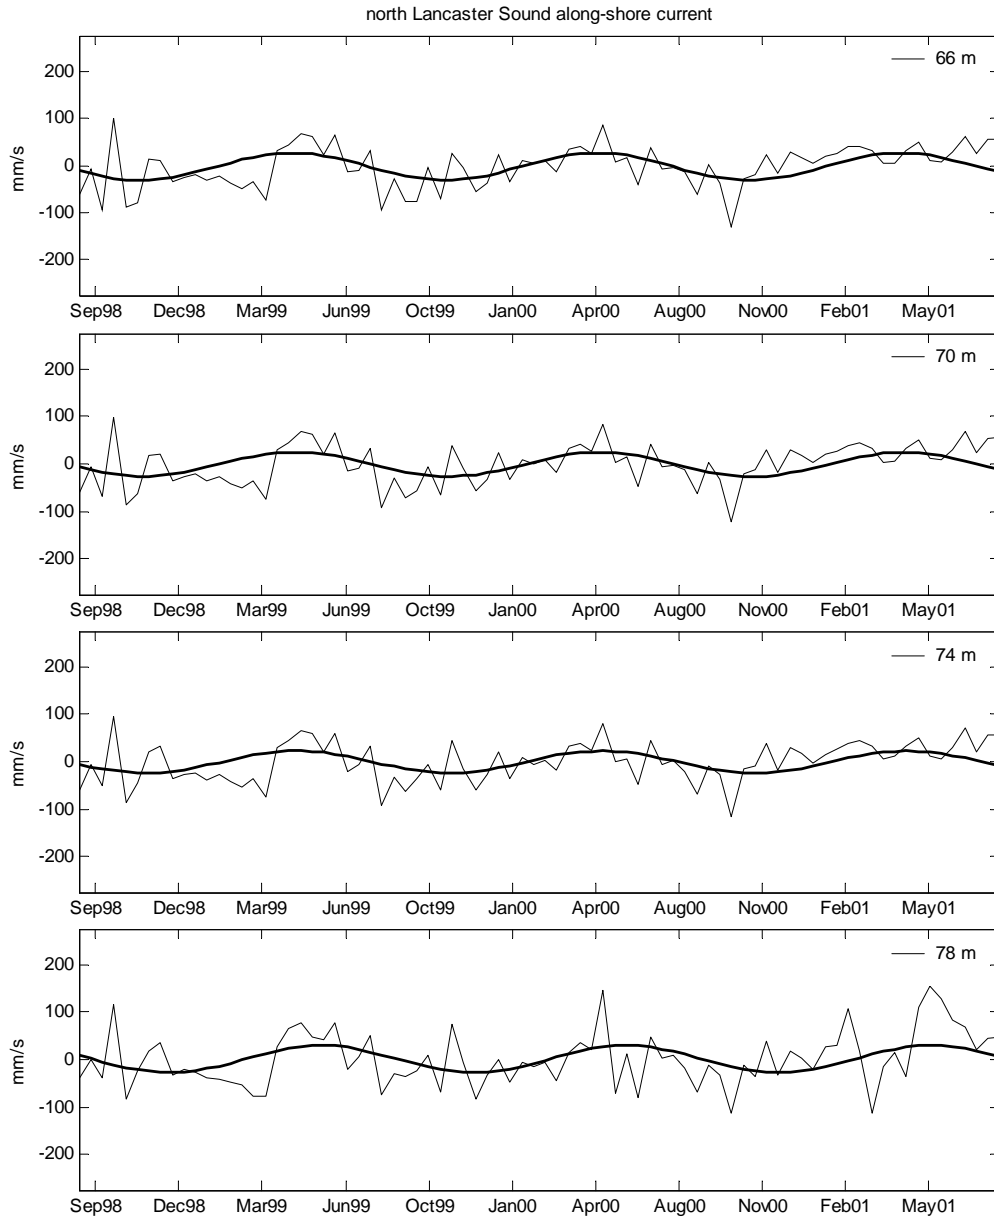 north Lancaster Sound along-shore current
66 m
200
100
0
-100
-200
mm/s
Sep98 Dec98 Mar99 Jun99 Oct99 Jan00 Apr00 Aug00 Nov00 Feb01 May01
70 m
200
100
0
-100
-200
mm/s
Sep98 Dec98 Mar99 Jun99 Oct99 Jan00 Apr00 Aug00 Nov00 Feb01 May01
74 m
200
100
0
-100
-200
mm/s
Sep98 Dec98 Mar99 Jun99 Oct99 Jan00 Apr00 Aug00 Nov00 Feb01 May01
78 m
200
100
0
-100
-200
mm/s
Sep98 Dec98 Mar99 Jun99 Oct99 Jan00 Apr00 Aug00 Nov00 Feb01 May01